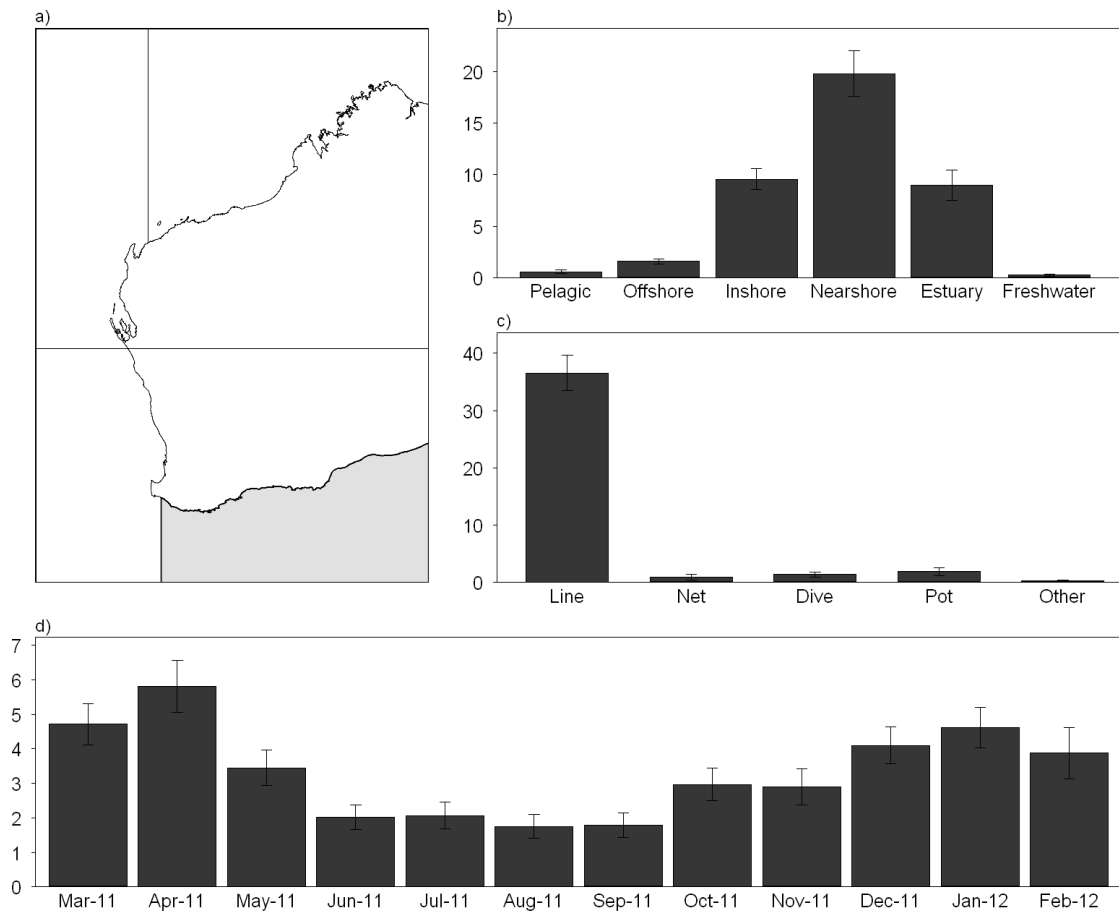 a)
b)
20
15
10
5
0
Pelagic Offshore Inshore Nearshore Estuary Freshwater
c)
40
30
20
10
0
Line Net Dive Pot Other
d)
7
6
5
4
3
2
1
0
Mar-11 Apr-11 May-11 Jun-11 Jul-11 Aug-11 Sep-11 Oct-11 Nov-11 Dec-11 Jan-12 Feb-12